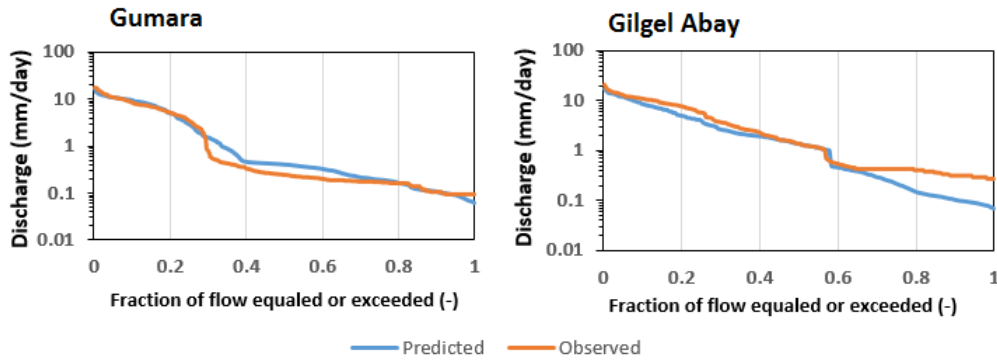 Gumara
Discharge (mm/day)
100
10
1
0.1
0.01
0 0.2 0.4 0.6 0.8 1
Fraction of flow equaled or exceeded (-)
Gilgel Abay
Discharge (mm/day)
100
10
1
0.1
0.01
0 0.2 0.4 0.6 0.8 1
Fraction of flow equaled or exceeded (-)
Predicted Observed